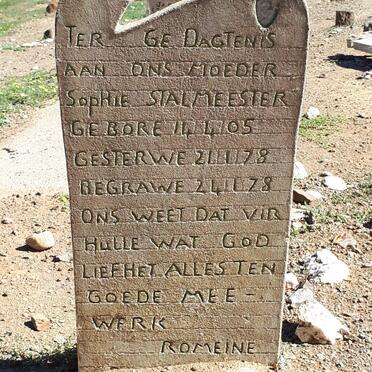 TER GE DAGTENIS
AAN ONS MOEDER
Sophie STALMEESTER
GEBORE 14.4.05
GESTERWE 21.1.78
BEGRAWE 24.1.78
ONS WEET DAT VIR
HULLE WAT GOD
LIEFHET ALLES TEN
GOEDE MEE-
WERK
ROMEINE